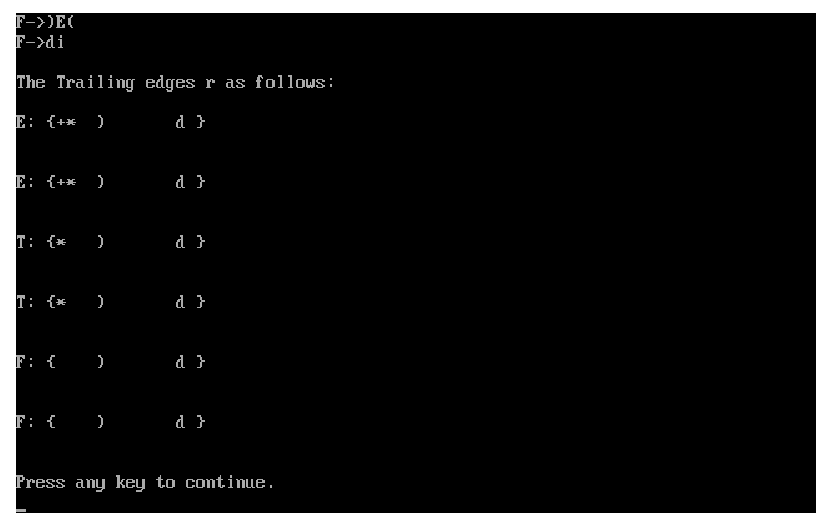 F->)E(
F->di
The Trailing edges r as follows:
E: {+*  )       d }
E: {+*  )       d }
T: {*   )       d }
T: {*   )       d }
F: {    )       d }
F: {    )       d }
Press any key to continue.